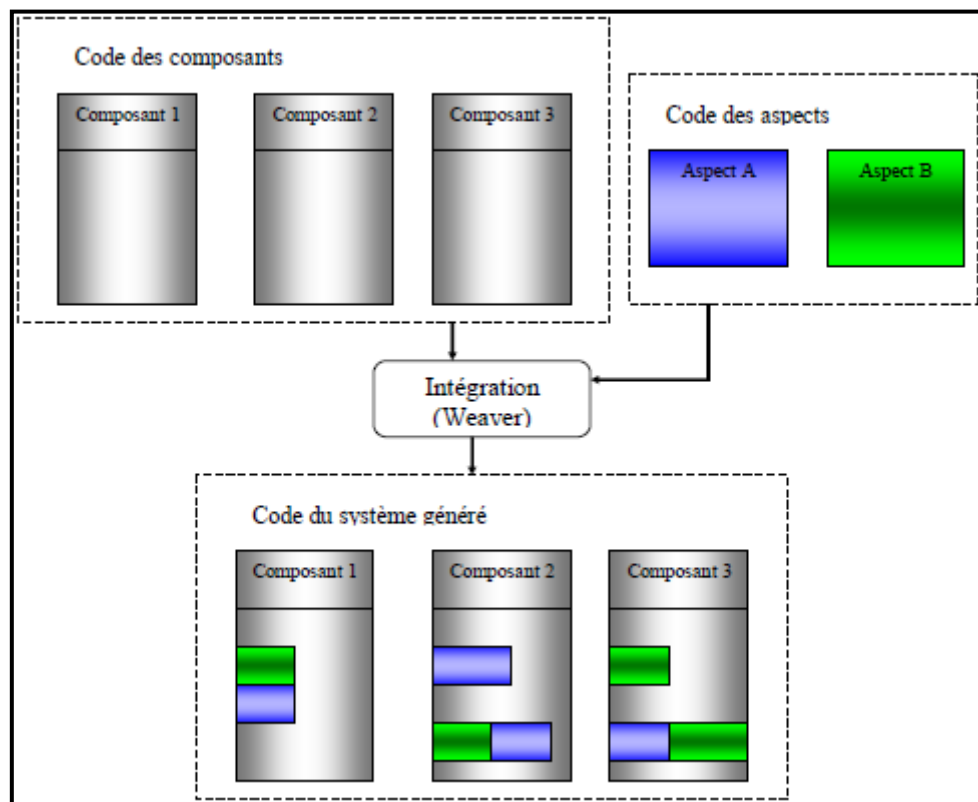 Code des composants
Composant 1
Composant 2
Composant 3
Code des aspects
Aspect A
Aspect B
Intégration
(Weaver)
Code du système généré
Composant 1
Composant 2
Composant 3